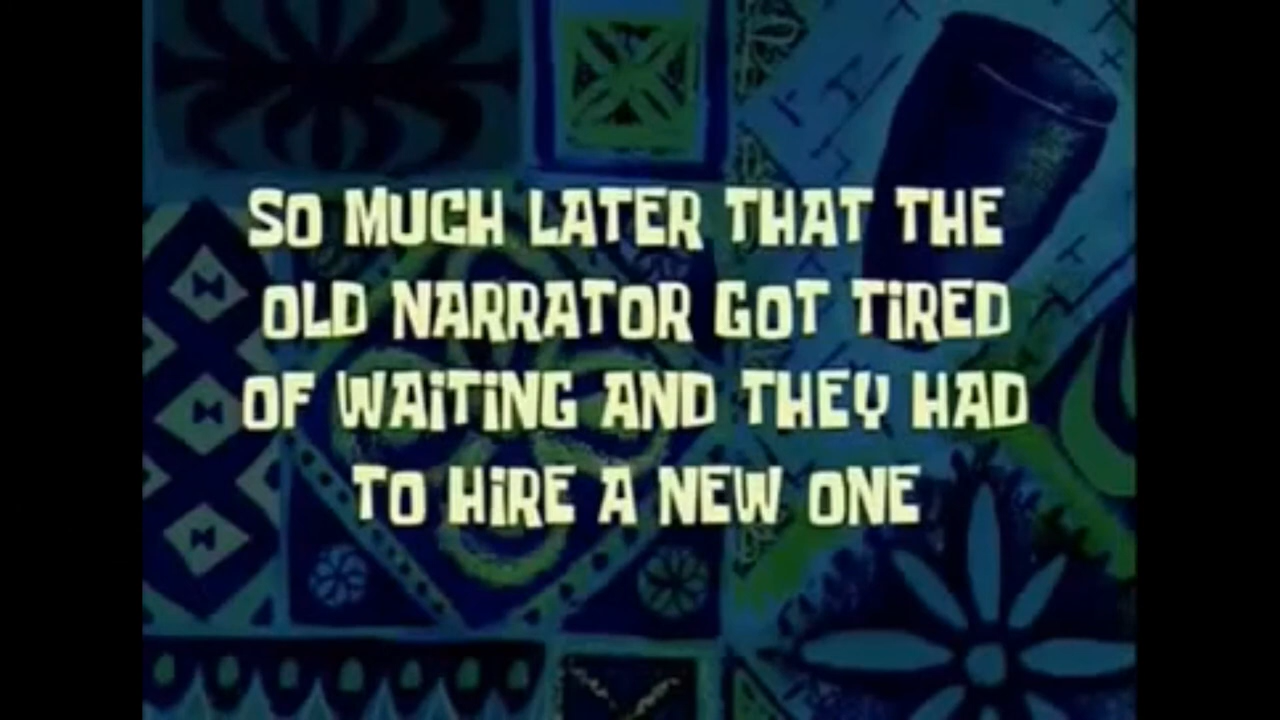 SO MUCH LATER THAT THE
OLD NARRATOR GOT TIRED
OF WAITING AND THEY HAD
TO HIRE A NEW ONE